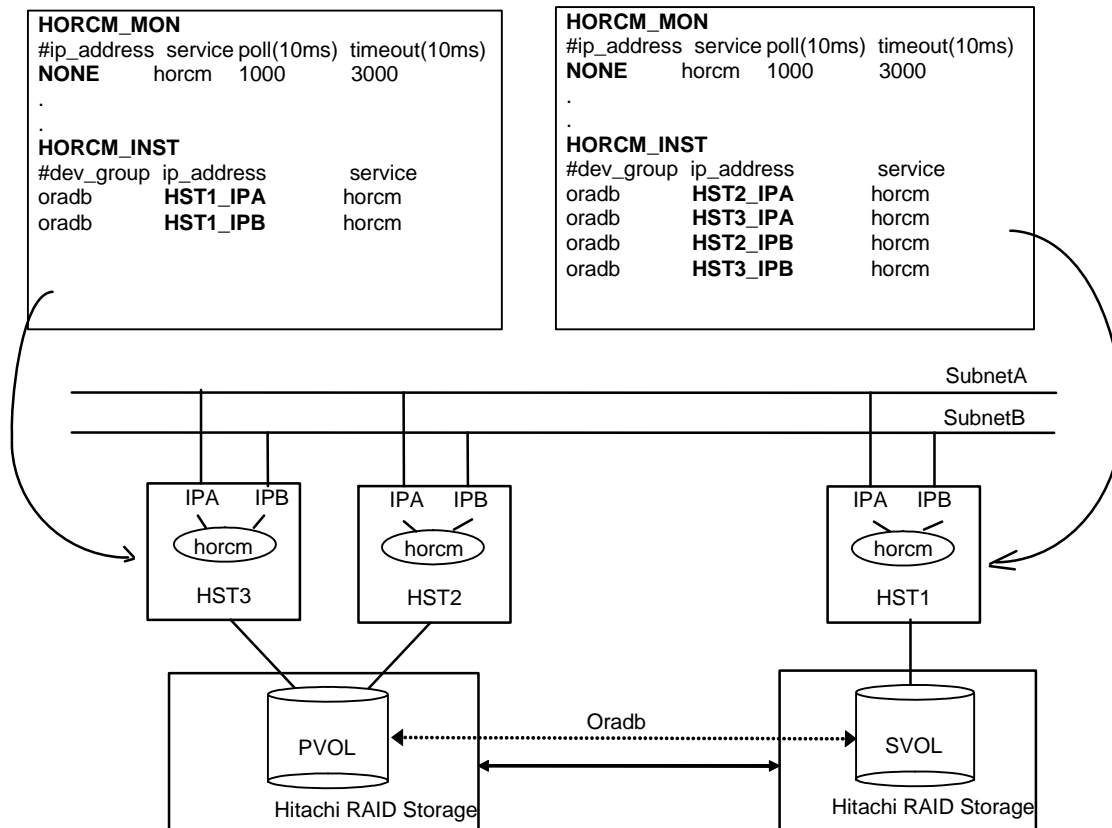 HORCM_MON
#ip_address service poll(10ms) timeout(10ms)
NONE horcm 1000 3000
.
.
HORCM_INST
#dev_group ip_address service
oradb HST1_IPA horcm
oradb HST1_IPB horcm
HORCM_MON
#ip_address service poll(10ms) timeout(10ms)
NONE horcm 1000 3000
.
.
HORCM_INST
#dev_group ip_address service
oradb HST2_IPA horcm
oradb HST3_IPA horcm
oradb HST2_IPB horcm
oradb HST3_IPB horcm
SubnetA
SubnetB
IPA IPB
horcm
HST3
IPA IPB
horcm
HST2
IPA IPB
horcm
HST1
Oradb
PVOL
SVOL
Hitachi RAID Storage
Hitachi RAID Storage